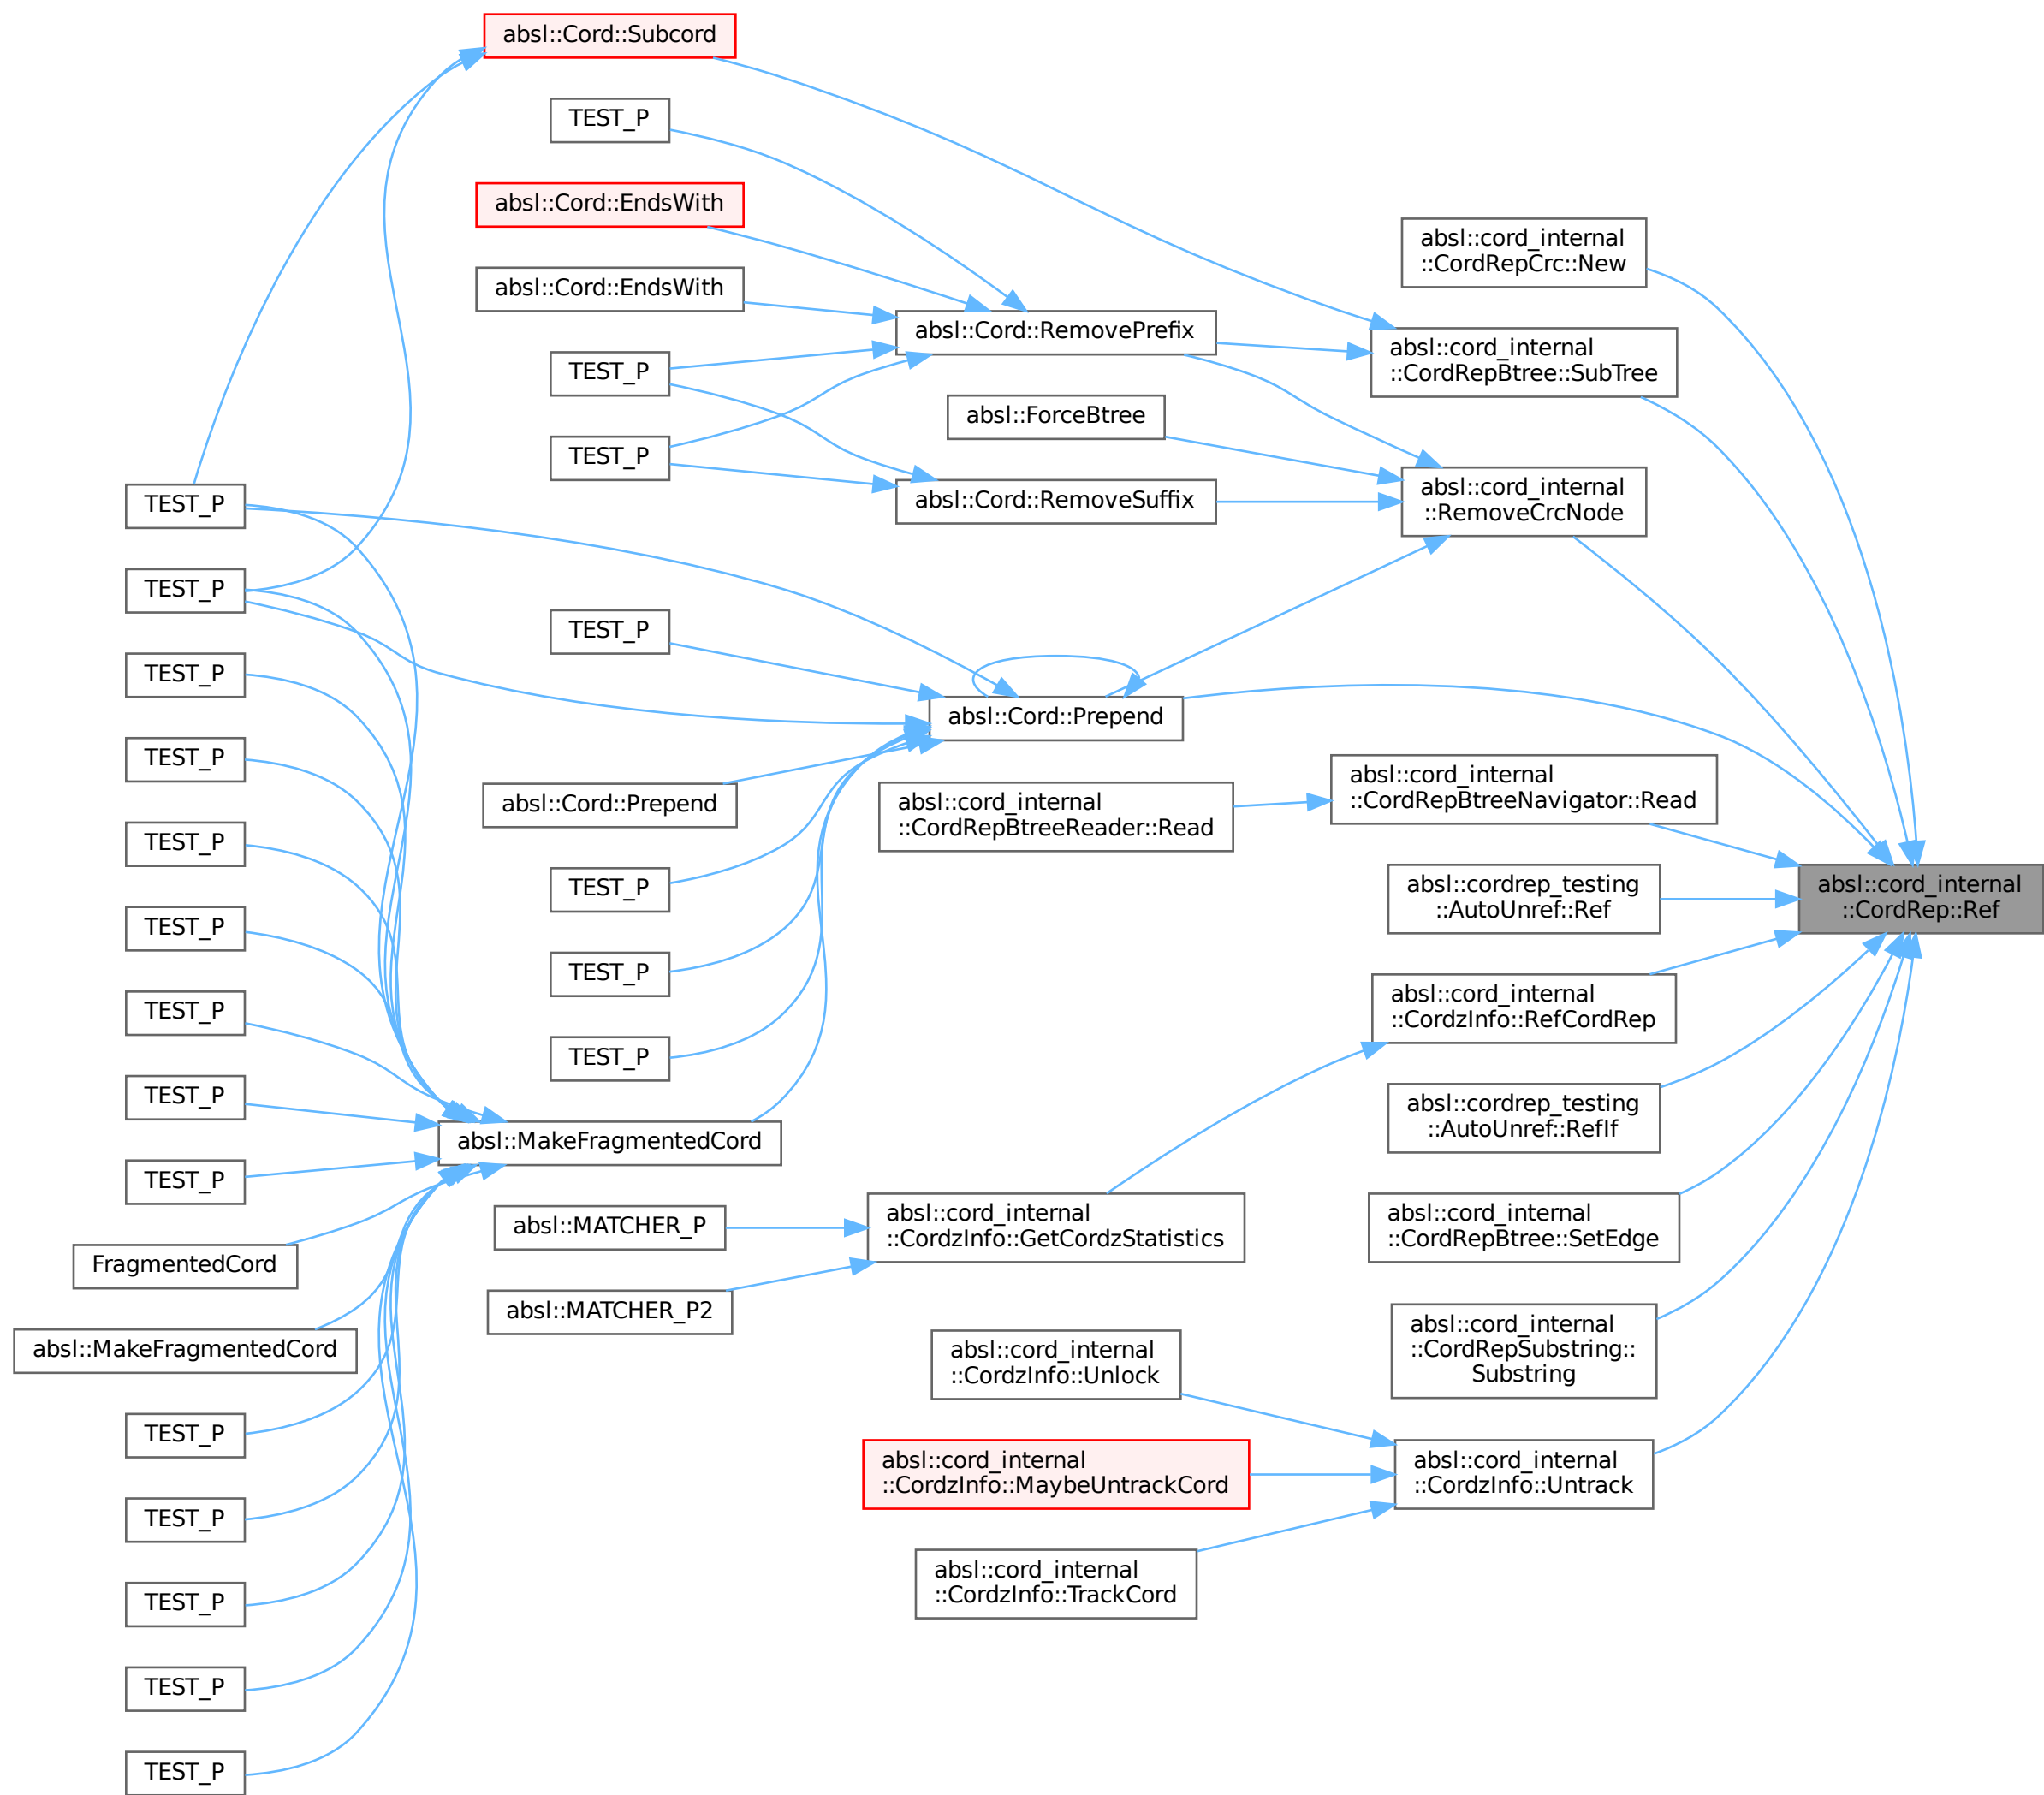 absl::Cord::Subcord
TEST_P
absl::Cord::EndsWith
absl::cord_internal
::CordRepCrc::New
absl::Cord::EndsWith
absl::Cord::RemovePrefix
absl::cord_internal
::CordRepBtree::SubTree
TEST_P
absl::ForceBtree
TEST_P
absl::Cord::RemoveSuffix
absl::cord_internal
::RemoveCrcNode
TEST_P
TEST_P
TEST_P
TEST_P
absl::Cord::Prepend
TEST_P
absl::Cord::Prepend
absl::cord_internal
::CordRepBtreeReader::Read
absl::cord_internal
::CordRepBtreeNavigator::Read
TEST_P
TEST_P
absl::cordrep_testing
::AutoUnref::Ref
absl::cord_internal
::CordRep::Ref
TEST_P
TEST_P
absl::cord_internal
::CordzInfo::RefCordRep
TEST_P
TEST_P
TEST_P
absl::MakeFragmentedCord
absl::cordrep_testing
::AutoUnref::RefIf
TEST_P
absl::MATCHER_P
absl::cord_internal
::CordzInfo::GetCordzStatistics
absl::cord_internal
::CordRepBtree::SetEdge
FragmentedCord
absl::MATCHER_P2
absl::MakeFragmentedCord
absl::cord_internal
::CordzInfo::Unlock
absl::cord_internal
::CordRepSubstring::
Substring
TEST_P
absl::cord_internal
::CordzInfo::MaybeUntrackCord
absl::cord_internal
::CordzInfo::Untrack
TEST_P
absl::cord_internal
::CordzInfo::TrackCord
TEST_P
TEST_P
TEST_P